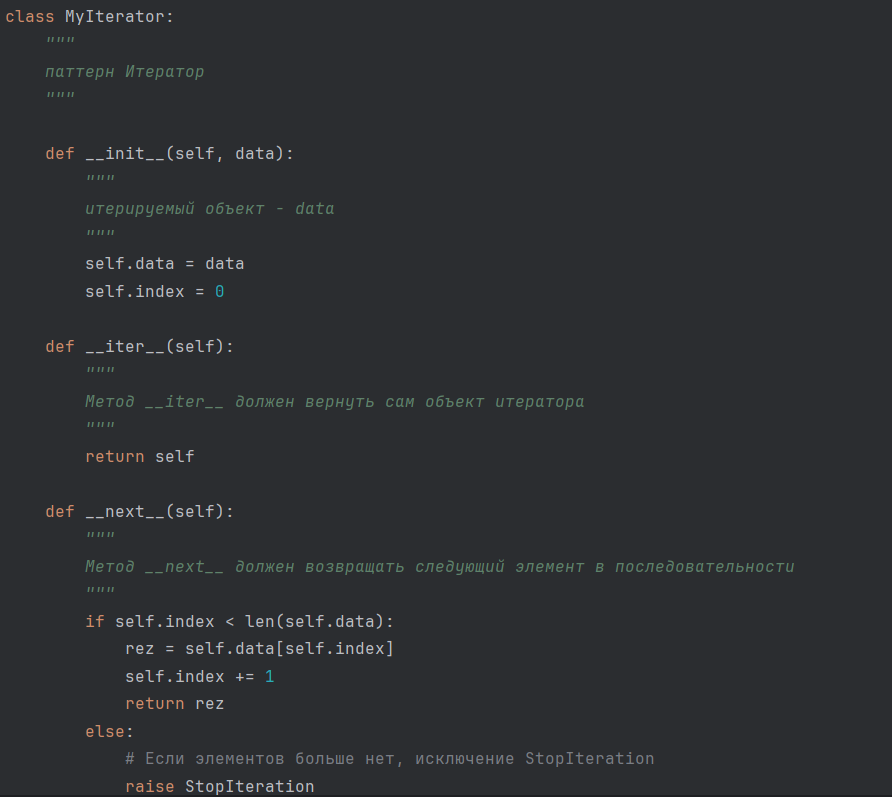 class MyIterator:
    """
    паттерн Итератор
    """

    def __init__(self, data):
        """
        итерируемый объект - data
        """
        self.data = data
        self.index = 0

    def __iter__(self):
        """
        Метод __iter__ должен вернуть сам объект итератора
        """
        return self

    def __next__(self):
        """
        Метод __next__ должен возвращать следующий элемент в последовательности
        """
        if self.index < len(self.data):
            rez = self.data[self.index]
            self.index += 1
            return rez
        else:
            # Если элементов больше нет, исключение StopIteration
            raise StopIteration